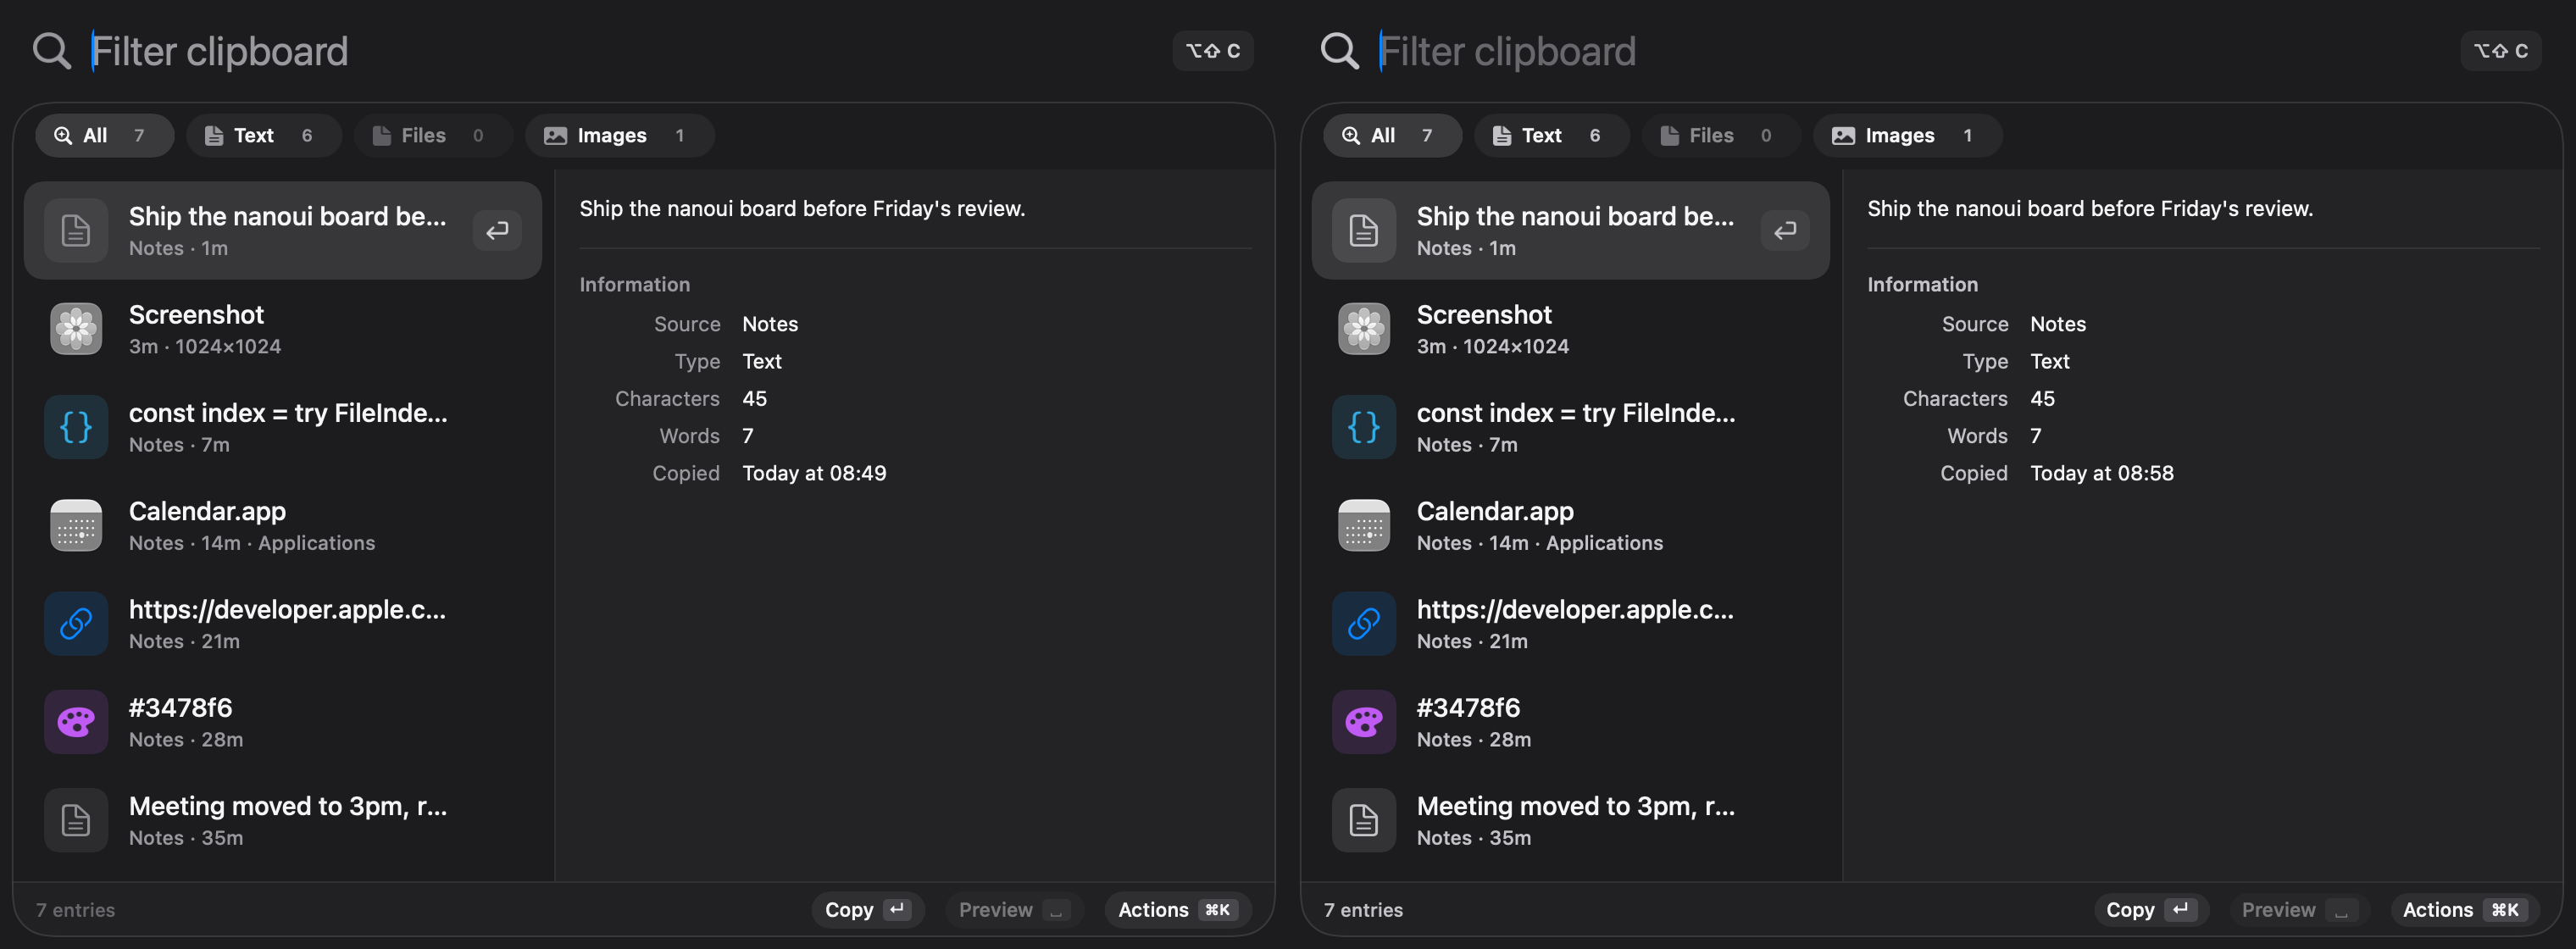 Filter clipboard
⌥⇧ C
All 7
Text 6
Files 0
Images 1
Ship the nanoui board be...
Notes · 1m
Screenshot
3m · 1024×1024
const index = try FileInde...
Notes · 7m
Calendar.app
Notes · 14m · Applications
https://developer.apple.c...
Notes · 21m
#3478f6
Notes · 28m
Meeting moved to 3pm, r...
Notes · 35m
Ship the nanoui board before Friday's review.
Information
Source Notes
Type Text
Characters 45
Words 7
Copied Today at 08:49
7 entries
Copy ↵
Preview ⎵
Actions ⌘K
Filter clipboard
⌥⇧ C
All 7
Text 6
Files 0
Images 1
Ship the nanoui board be...
Notes · 1m
Screenshot
3m · 1024×1024
const index = try FileInde...
Notes · 7m
Calendar.app
Notes · 14m · Applications
https://developer.apple.c...
Notes · 21m
#3478f6
Notes · 28m
Meeting moved to 3pm, r...
Notes · 35m
Ship the nanoui board before Friday's review.
Information
Source Notes
Type Text
Characters 45
Words 7
Copied Today at 08:58
7 entries
Copy ↵
Preview ⎵
Actions ⌘K